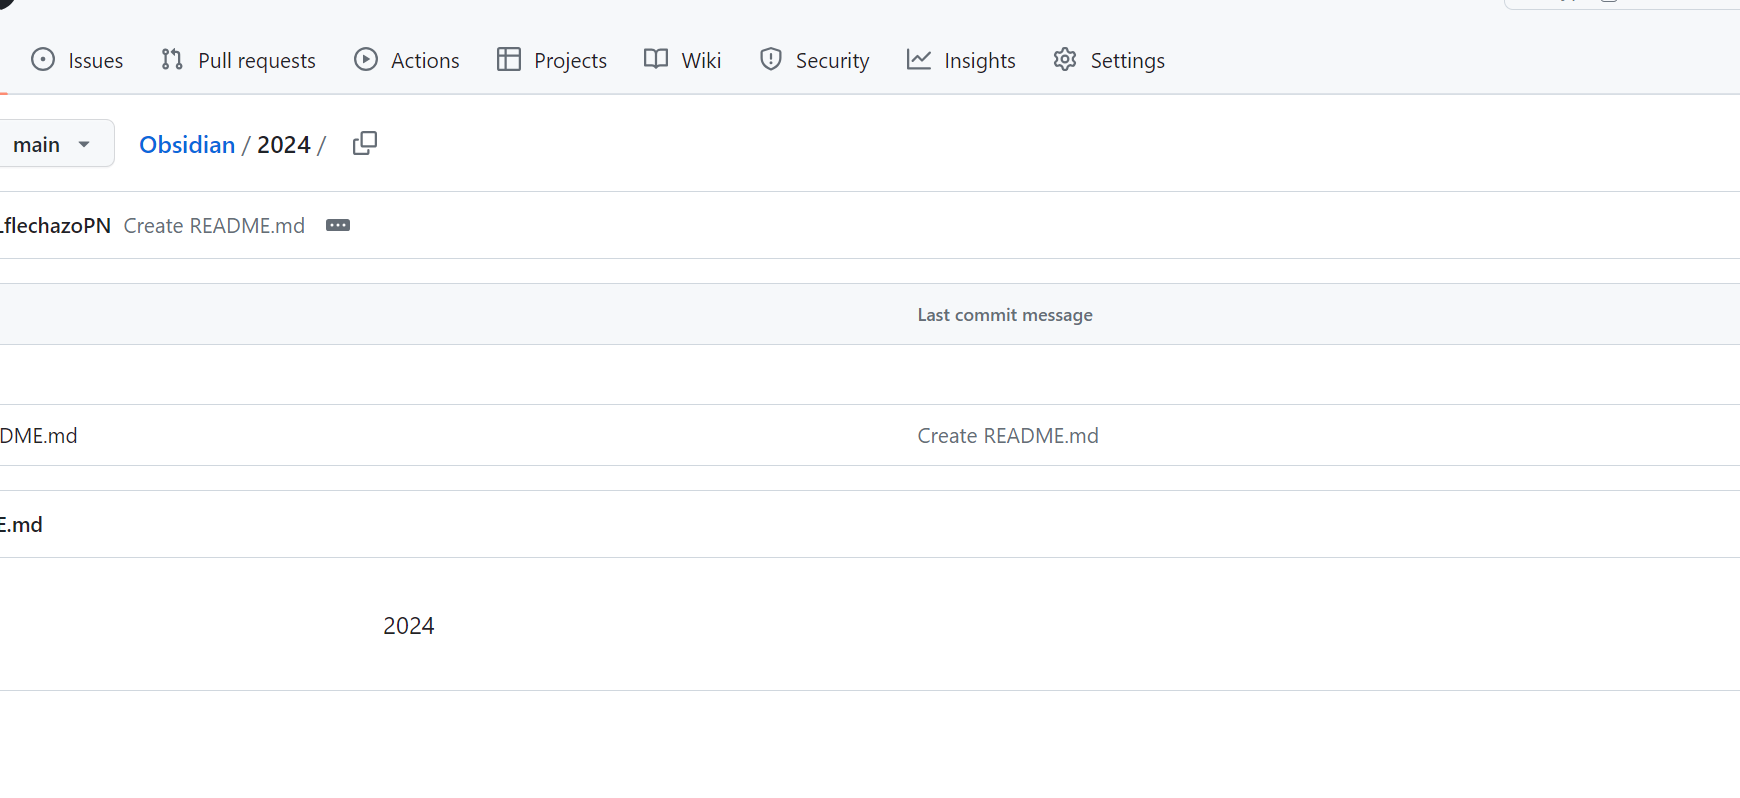 Issues Pull requests Actions Projects Wiki Security Insights Settings
main Obsidian / 2024 /
flechazoPN Create README.md
Last commit message
DME.md Create README.md
E.md
2024